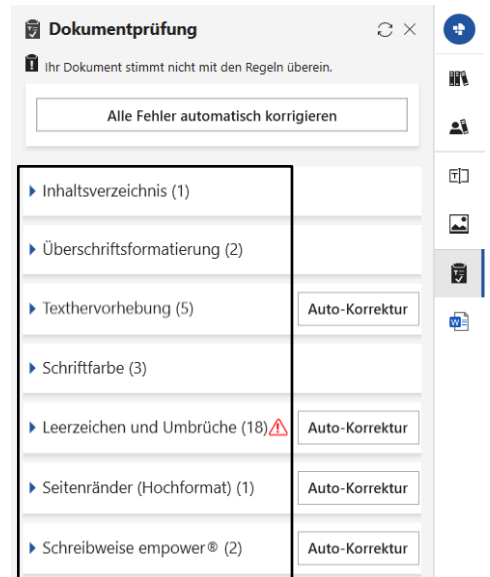 Dokumentprüfung
Ihr Dokument stimmt nicht mit den Regeln überein.
Alle Fehler automatisch korrigieren
Inhaltsverzeichnis (1)
Überschriftsformatierung (2)
Texthervorhebung (5) Auto-Korrektur
Schriftfarbe (3)
Leerzeichen und Umbrüche (18) Auto-Korrektur
Seitenränder (Hochformat) (1) Auto-Korrektur
Schreibweise empower® (2) Auto-Korrektur